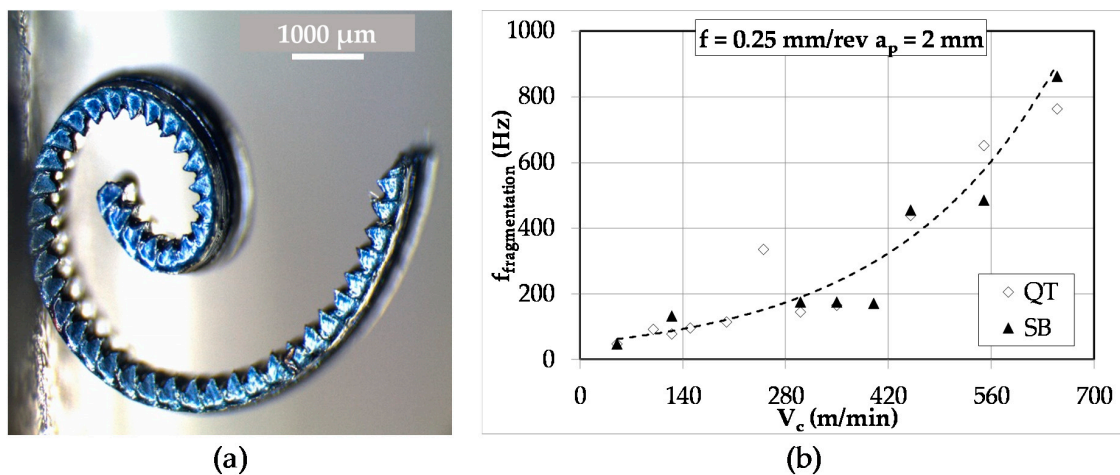 1000 µm
f = 0.25 mm/rev a_p = 2 mm
1000
800
600
400
200
0
f_fragmentation (Hz)
0 140 280 420 560 700
V_c (m/min)
QT
SB
(a)
(b)